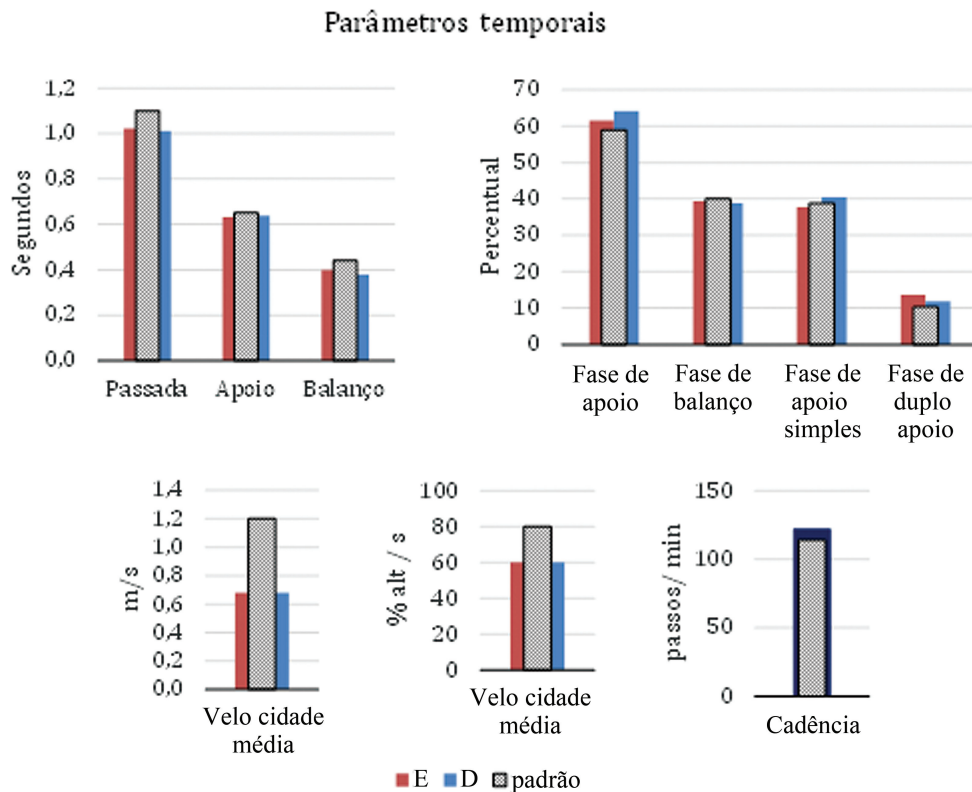 Parâmetros temporais
Segundos
1,2
1,0
0,8
0,6
0,4
0,2
0,0
Passada Apoio Balanço
Percentual
70
60
50
40
30
20
10
0
Fase de apoio
Fase de balanço
Fase de apoio simples
Fase de duplo apoio
m/s
1,4
1,2
1,0
0,8
0,6
0,4
0,2
0,0
Velo cidade
média
% alt / s
100
80
60
40
20
0
Velo cidade
média
passos/ min
150
100
50
0
Cadência
E D padrão